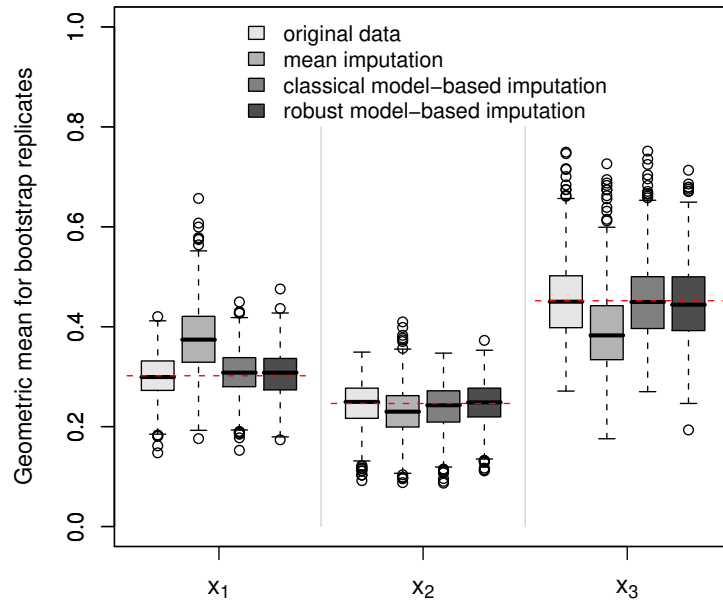 original data
mean imputation
classical model−based imputation
robust model−based imputation
Geometric mean for bootstrap replicates
1.0
0.8
0.6
0.4
0.2
0.0
x1
x2
x3